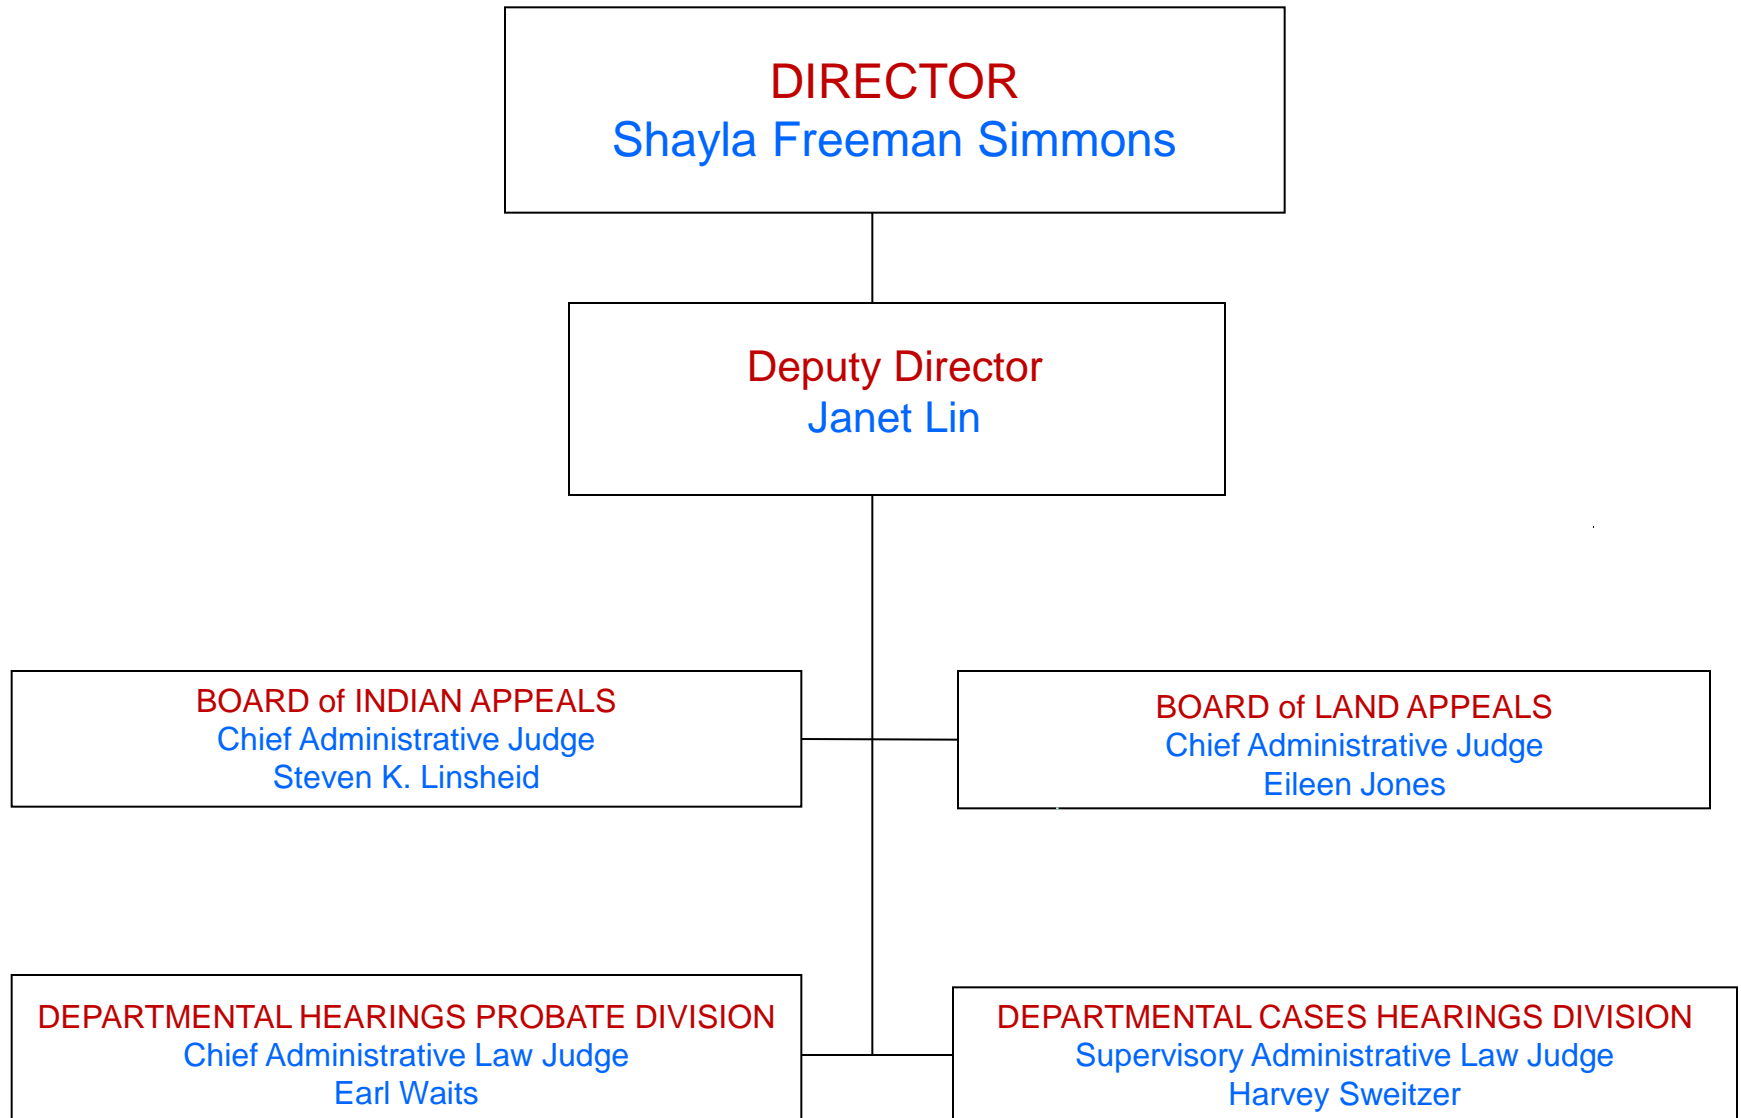 DIRECTOR
Shayla Freeman Simmons
Deputy Director
Janet Lin
BOARD of INDIAN APPEALS
Chief Administrative Judge
Steven K. Linsheid
BOARD of LAND APPEALS
Chief Administrative Judge
Eileen Jones
DEPARTMENTAL HEARINGS PROBATE DIVISION
Chief Administrative Law Judge
Earl Waits
DEPARTMENTAL CASES HEARINGS DIVISION
Supervisory Administrative Law Judge
Harvey Sweitzer